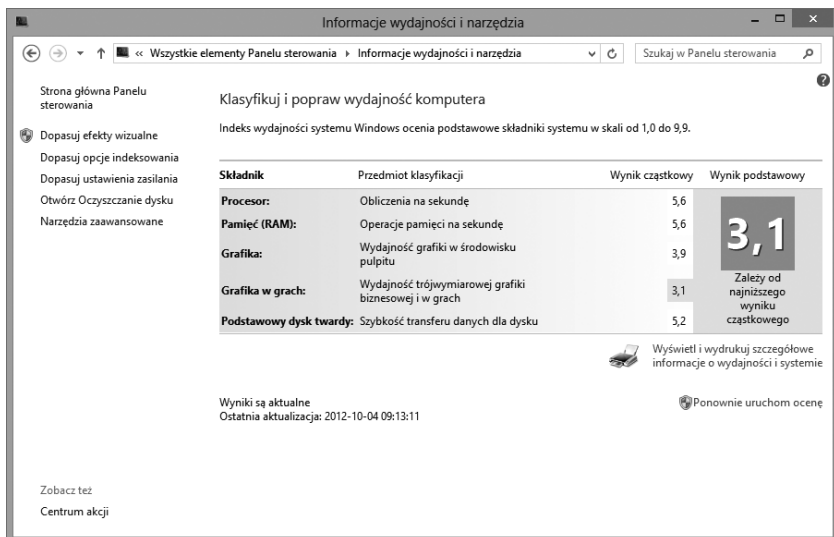 Informacje wydajności i narzędzia
« Wszystkie elementy Panelu sterowania Informacje wydajności i narzędzia
Szukaj w Panelu sterowania
Strona główna Panelu
sterowania
Dopasuj efekty wizualne
Dopasuj opcje indeksowania
Dopasuj ustawienia zasilania
Otwórz Oczyszczanie dysku
Narzędzia zaawansowane
Klasyfikuj i popraw wydajność komputera
Indeks wydajności systemu Windows ocenia podstawowe składniki systemu w skali od 1,0 do 9,9.
Składnik Przedmiot klasyfikacji Wynik cząstkowy Wynik podstawowy
Procesor: Obliczenia na sekundę 5,6
Pamięć (RAM): Operacje pamięci na sekundę 5,6
Grafika: Wydajność grafiki w środowisku
pulpitu 3,9
Grafika w grach: Wydajność trójwymiarowej grafiki
biznesowej i w grach 3,1
Podstawowy dysk twardy: Szybkość transferu danych dla dysku 5,2
3,1
Zależy od
najniższego
wyniku
cząstkowego
Wyświetl i wydrukuj szczegółowe
informacje o wydajności i systemie
Wyniki są aktualne
Ostatnia aktualizacja: 2012-10-04 09:13:11
Ponownie uruchom ocenę
Zobacz też
Centrum akcji